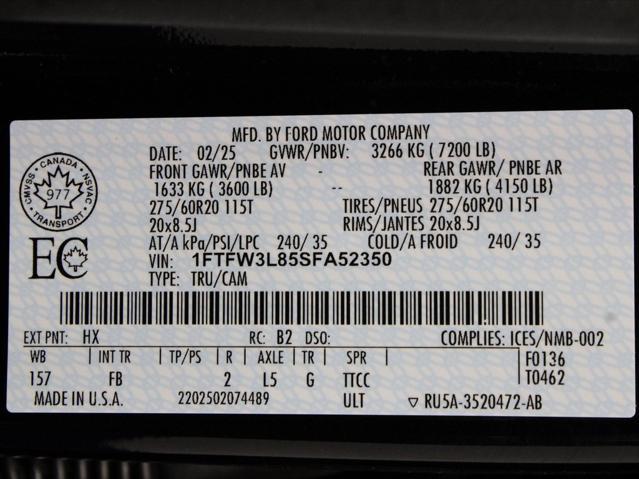 MFD. BY FORD MOTOR COMPANY
DATE: 02/25 GVWR/PNBV: 3266 KG ( 7200 LB)
FRONT GAWR/PNBE AV - REAR GAWR/ PNBE AR
1633 KG ( 3600 LB) -- 1882 KG ( 4150 LB)
275/60R20 115T TIRES/PNEUS 275/60R20 115T
20x8.5J RIMS/JANTES 20x8.5J
AT/A kPa/PSI/LPC 240/ 35 COLD/A FROID 240/ 35
VIN: 1FTFW3L85SFA52350
TYPE: TRU/CAM
CANADA
CMVSS NSVAC
977
TRANSPORT
EC
EXT PNT: HX RC: B2 DSO: COMPLIES: ICES/NMB-002
WB | INT TR | TP/PS | R | AXLE | TR | SPR F0136
157 FB 2 L5 G TTCC T0462
MADE IN U.S.A. 2202502074489 ULT ▽ RU5A-3520472-AB